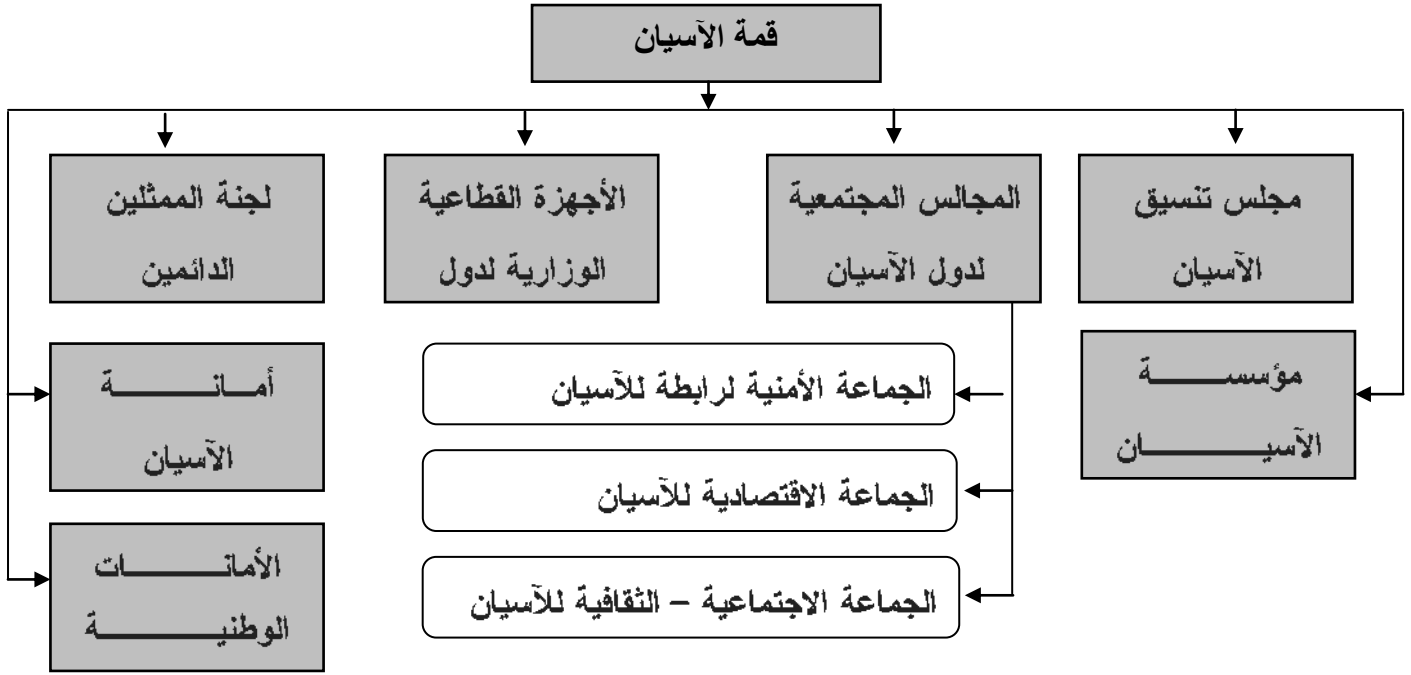 قمة الآسيان
مجلس تنسيق
الآسيان
المجالس المجتمعية
لدول الآسيان
الأجهزة القطاعية
الوزارية لدول
لجنة الممثلين
الدائمين
مؤسسة
الآسيان
الجماعة الأمنية لرابطة للآسيان
الجماعة الاقتصادية للآسيان
الجماعة الاجتماعية – الثقافية للآسيان
أمانة
الآسيان
الأمانات
الوطنية